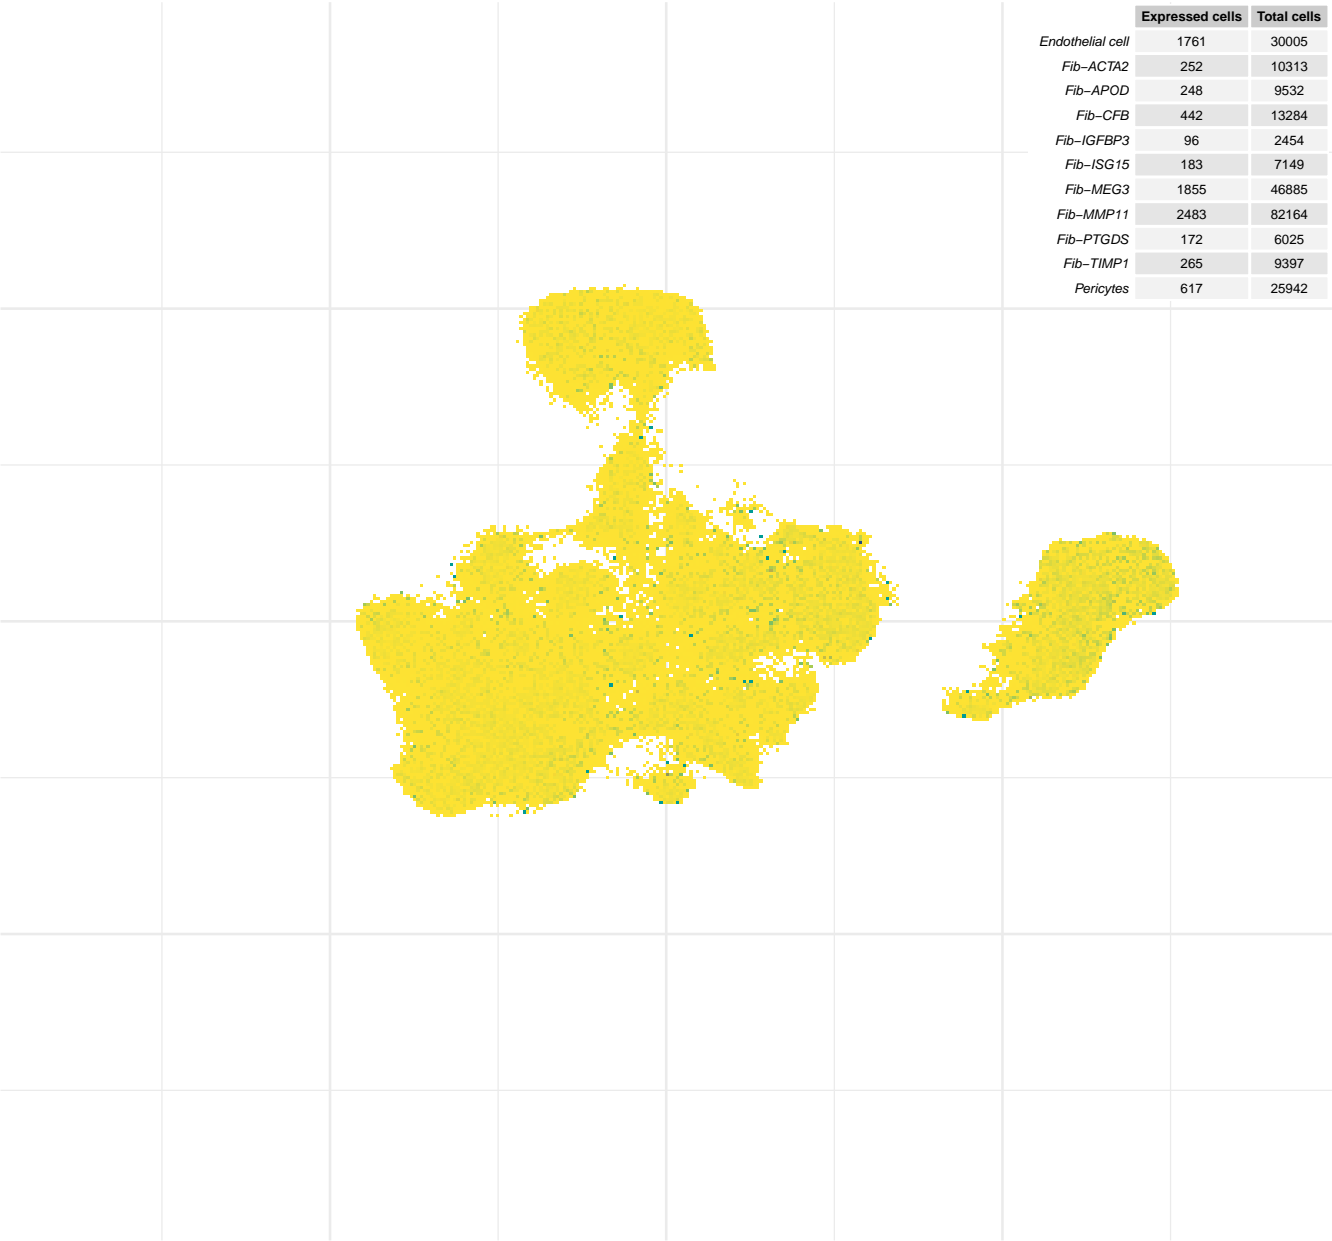 Expressed cells Total cells
Endothelial cell 1761 30005
Fib−ACTA2 252 10313
Fib−APOD 248 9532
Fib−CFB 442 13284
Fib−IGFBP3 96 2454
Fib−ISG15 183 7149
Fib−MEG3 1855 46885
Fib−MMP11 2483 82164
Fib−PTGDS 172 6025
Fib−TIMP1 265 9397
Pericytes 617 25942